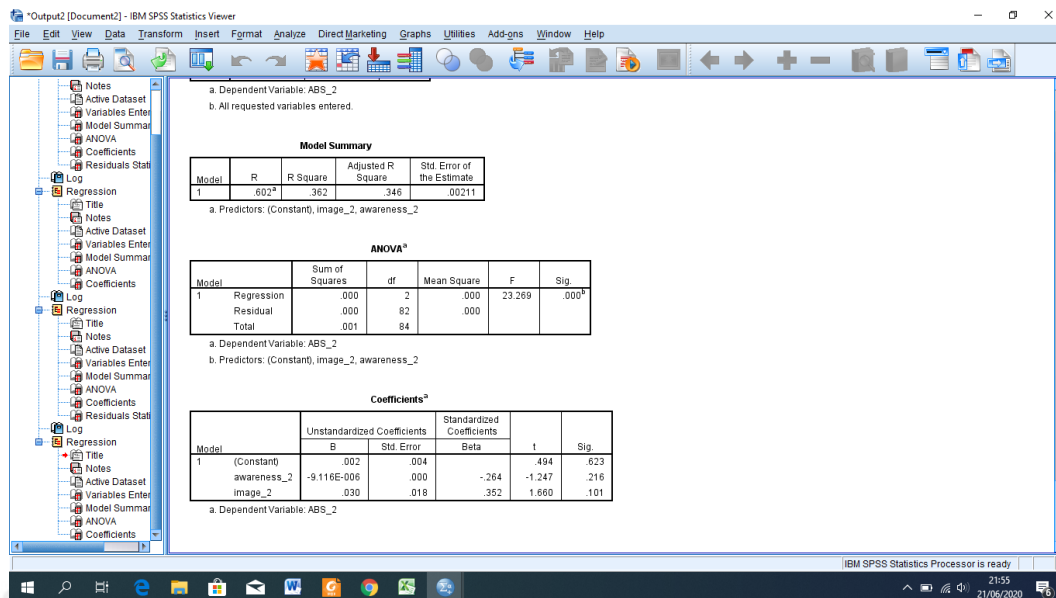 *Output2 [Document2] - IBM SPSS Statistics Viewer
File Edit View Data Transform Insert Format Analyze Direct Marketing Graphs Utilities Add-ons Window Help
Notes
Active Dataset
Variables Enter
Model Summar
ANOVA
Coefficients
Residuals Stati
Log
Regression
Title
Notes
Active Dataset
Variables Enter
Model Summar
ANOVA
Coefficients
Log
Regression
Title
Notes
Active Dataset
Variables Enter
Model Summar
ANOVA
Coefficients
Residuals Stati
Log
Regression
Title
Notes
Active Dataset
Variables Enter
Model Summar
ANOVA
Coefficients
a. Dependent Variable: ABS_2
b. All requested variables entered.
Model Summary
Model R R Square Adjusted R Square Std. Error of the Estimate
1 .602a .362 .346 .00211
a. Predictors: (Constant), image_2, awareness_2
ANOVAa
Model Sum of Squares df Mean Square F Sig.
1 Regression .000 2 .000 23.269 .000b
Residual .000 82 .000
Total .001 84
a. Dependent Variable: ABS_2
b. Predictors: (Constant), image_2, awareness_2
Coefficientsa
Unstandardized Coefficients Standardized Coefficients
Model B Std. Error Beta t Sig.
1 (Constant) .002 .004 .494 .623
awareness_2 -9.116E-006 .000 -.264 -1.247 .216
image_2 .030 .018 .352 1.660 .101
a. Dependent Variable: ABS_2
IBM SPSS Statistics Processor is ready
21:55
21/06/2020